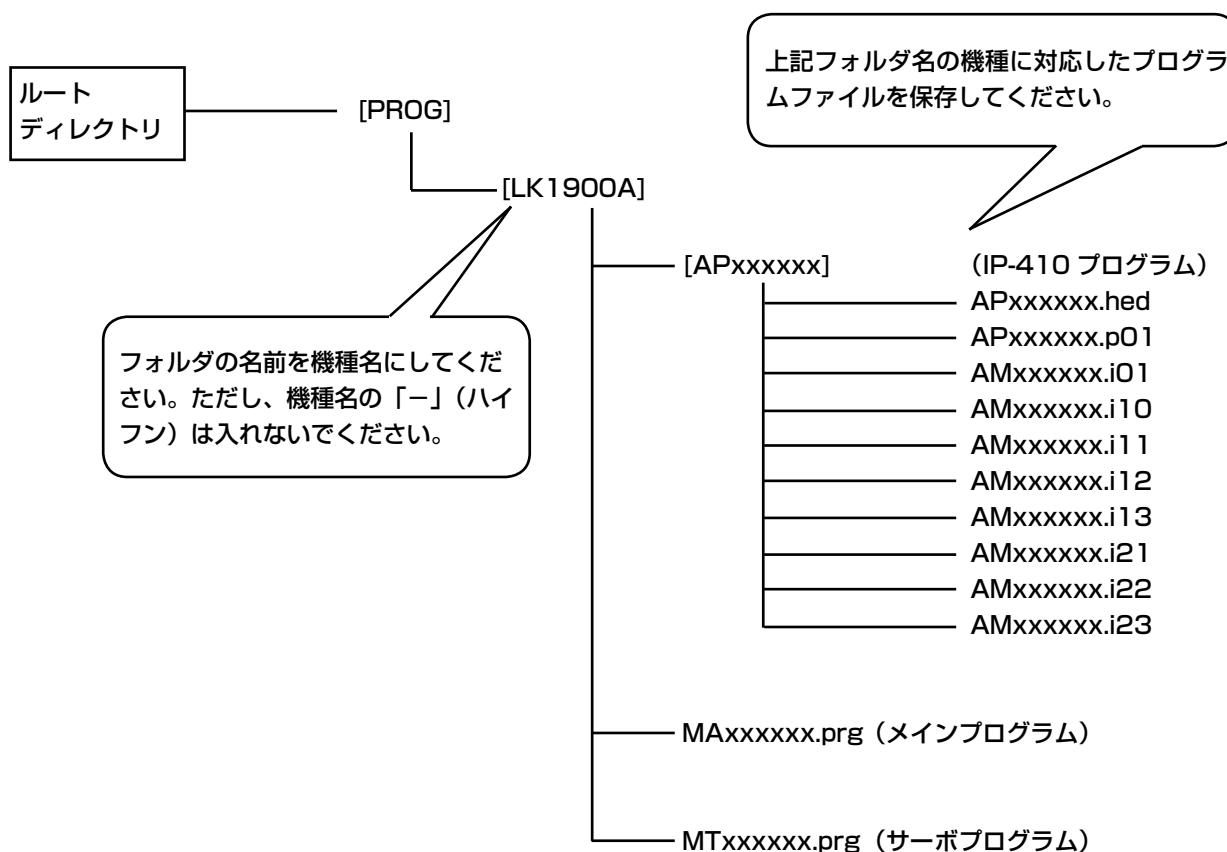 上記フォルダ名の機種に対応したプログラ
ムファイルを保存してください。
ルート
ディレクトリ
[PROG]
[LK1900A]
[APxxxxxx]
（IP-410 プログラム）
APxxxxxx.hed
APxxxxxx.p01
AMxxxxxx.i01
AMxxxxxx.i10
AMxxxxxx.i11
AMxxxxxx.i12
AMxxxxxx.i13
AMxxxxxx.i21
AMxxxxxx.i22
AMxxxxxx.i23
フォルダの名前を機種名にしてくだ
さい。ただし、機種名の「－」（ハイ
フン）は入れないでください。
MAxxxxxx.prg（メインプログラム）
MTxxxxxx.prg（サーボプログラム）